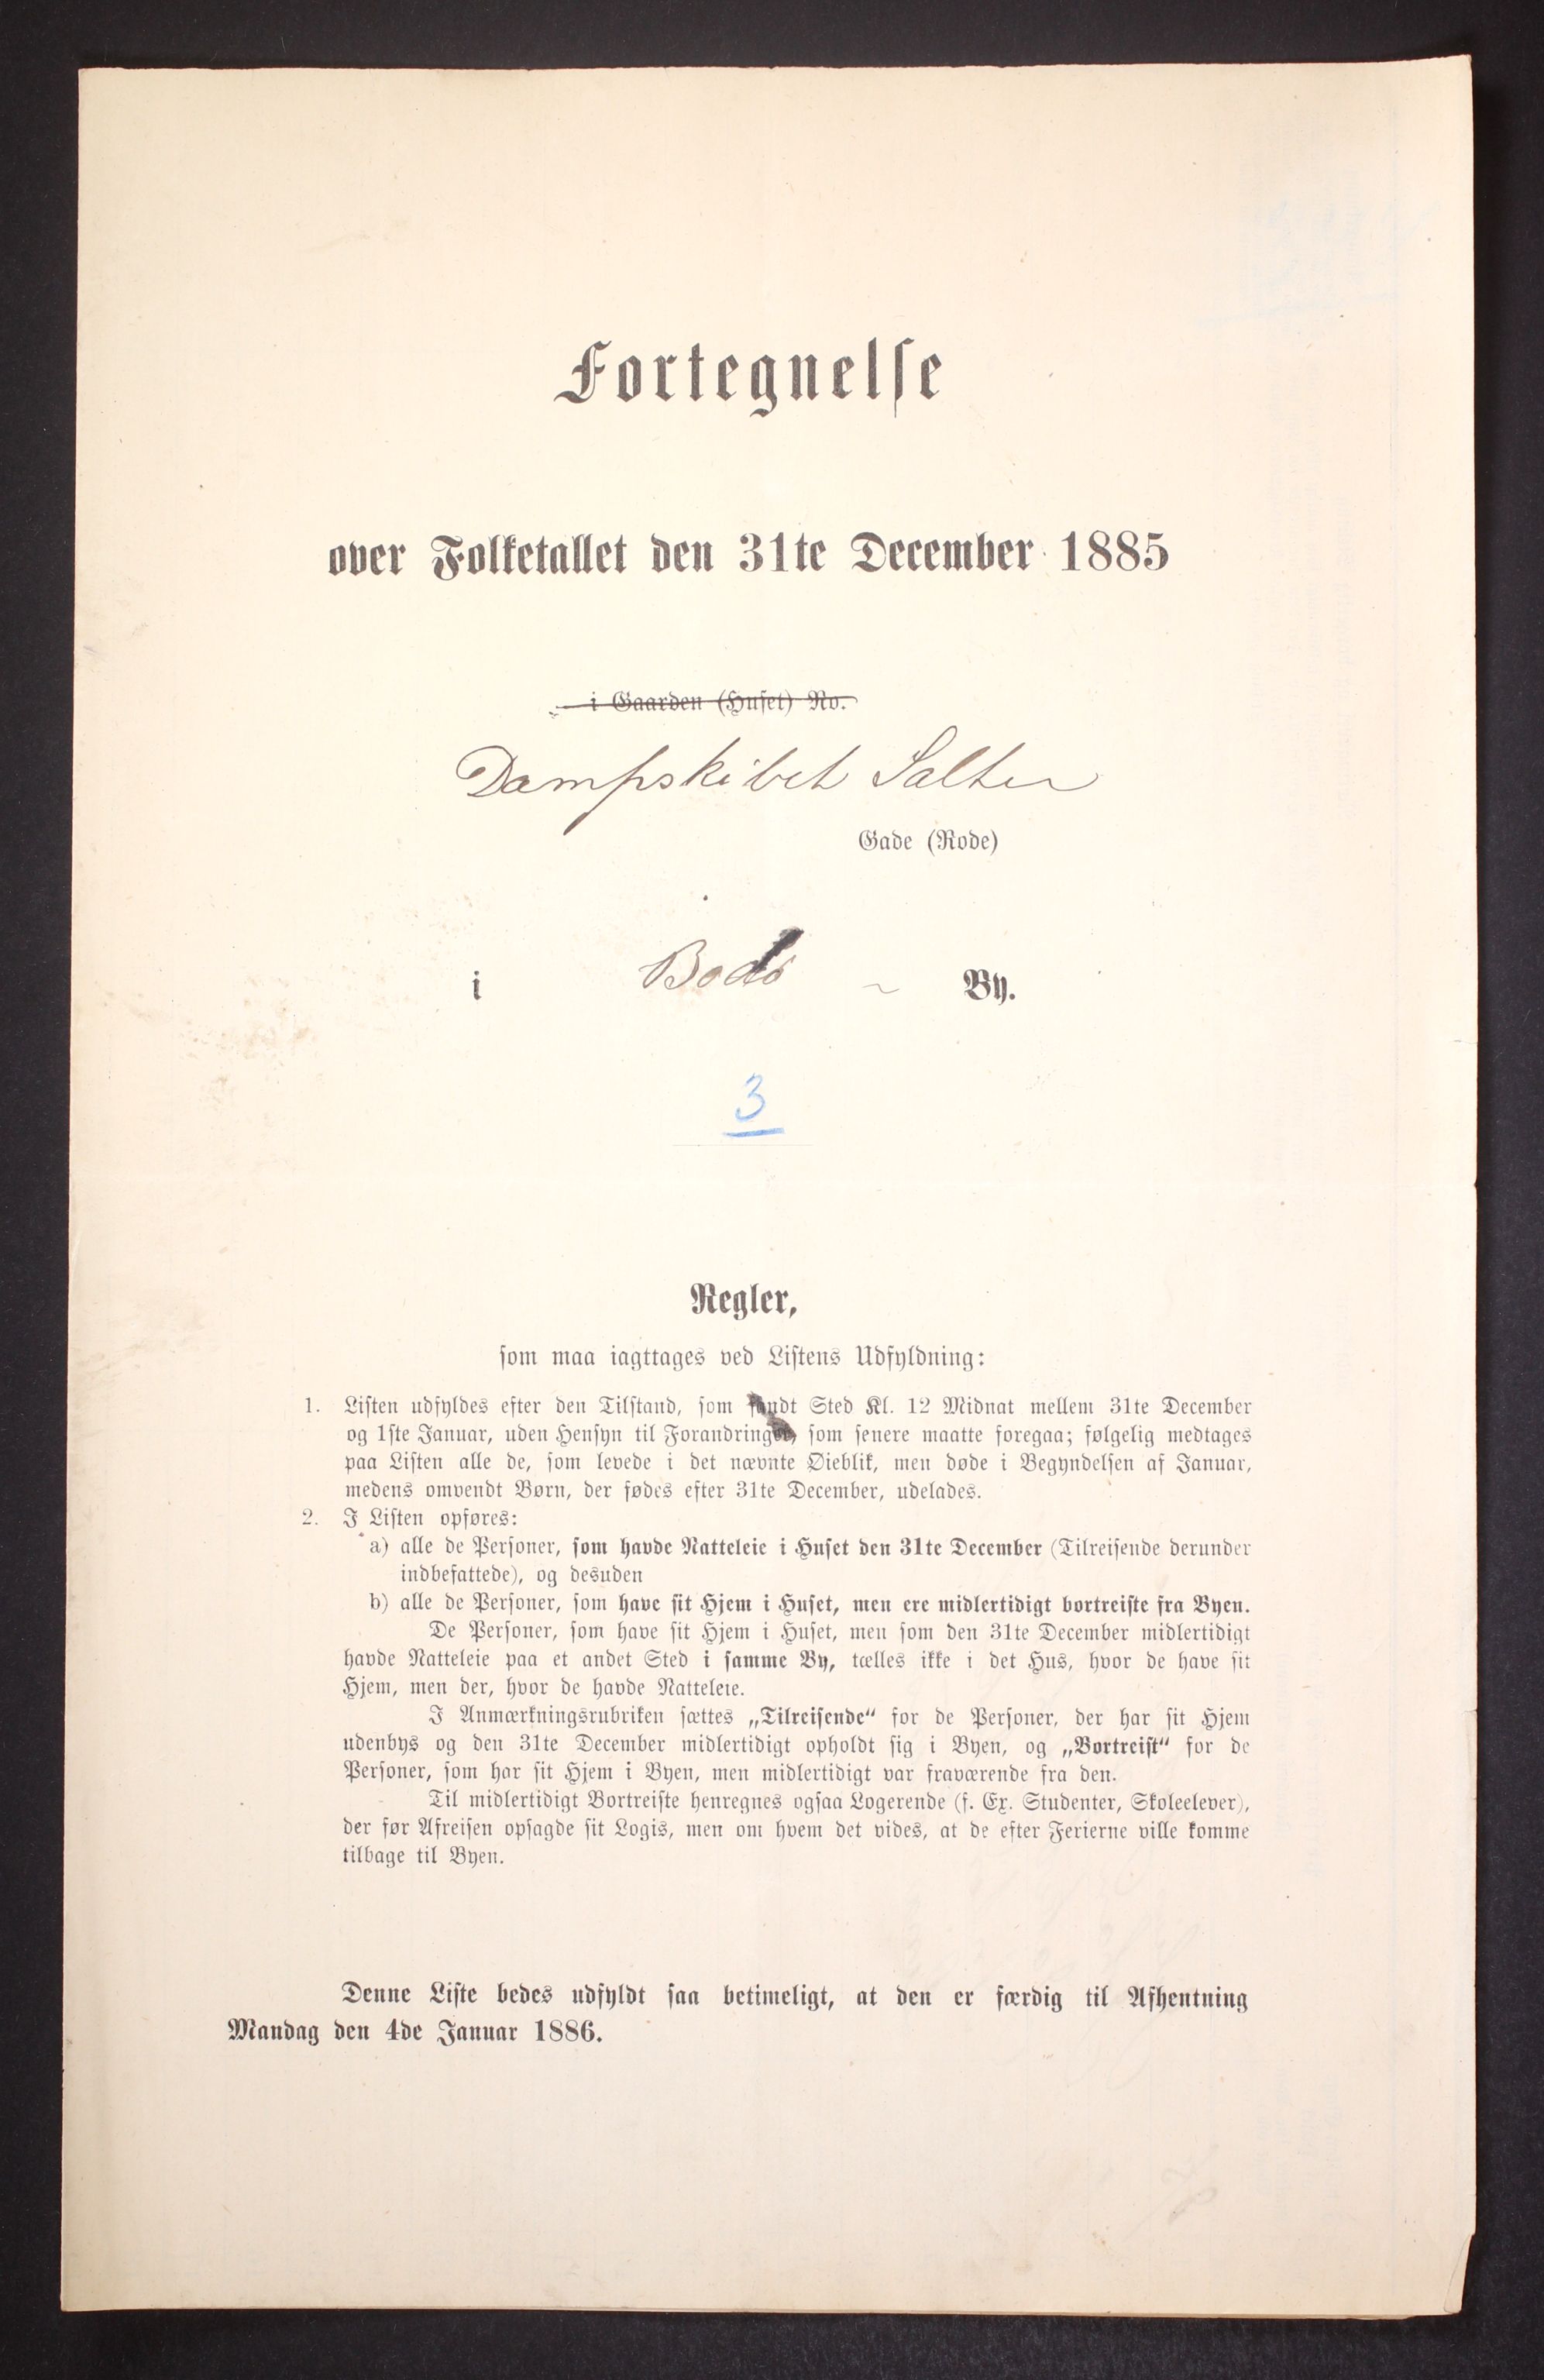 Fortegnelse
over Folketallet den 31te December 1885
i Gaarden (Huset) No.
Dampskibet Salten
Gade (Rode)
i Bodö By.
3
Regler,
som maa iagttages ved Listens Udfyldning:
1. Listen udfyldes efter den Tilstand, som fandt Sted Kl. 12 Midnat mellem 31te December
og 1ste Januar, uden Hensyn til Forandringer, som senere maatte foregaa; følgelig medtages
paa Listen alle de, som levede i det nævnte Øieblik, men døde i Begyndelsen af Januar,
medens omvendt Børn, der fødes efter 31te December, udelades.
2. I Listen opføres:
a) alle de Personer, som havde Natteleie i Huset den 31te December (Tilreisende derunder
indbefattede), og desuden
b) alle de Personer, som have sit Hjem i Huset, men ere midlertidigt bortreiste fra Byen.
De Personer, som have sit Hjem i Huset, men som den 31te December midlertidigt
havde Natteleie paa et andet Sted i samme By, tælles ikke i det Hus, hvor de have sit
Hjem, men der, hvor de havde Natteleie.
I Anmærkningsrubriken sættes „Tilreisende“ for de Personer, der har sit Hjem
udenbys og den 31te December midlertidigt opholdt sig i Byen, og „Bortreist“ for de
Personer, som har sit Hjem i Byen, men midlertidigt var fraværende fra den.
Til midlertidigt Bortreiste henregnes ogsaa Logerende (f. Ex. Studenter, Skoleelever),
der før Afreisen opsagde sit Logis, men om hvem det vides, at de efter Ferierne ville komme
tilbage til Byen.
Denne Liste bedes udfyldt saa betimeligt, at den er færdig til Afhentning
Mandag den 4de Januar 1886.